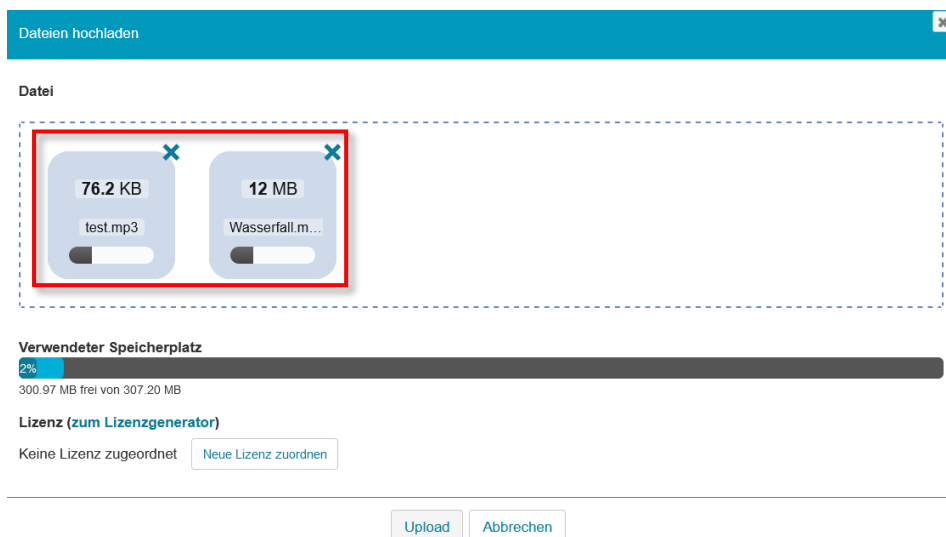 Dateien hochladen
Datei
76.2 KB
12 MB
test.mp3
Wasserfall.m...
Verwendeter Speicherplatz
2%
300.97 MB frei von 307.20 MB
Lizenz (zum Lizenzgenerator)
Keine Lizenz zugeordnet Neue Lizenz zuordnen
Upload Abbrechen